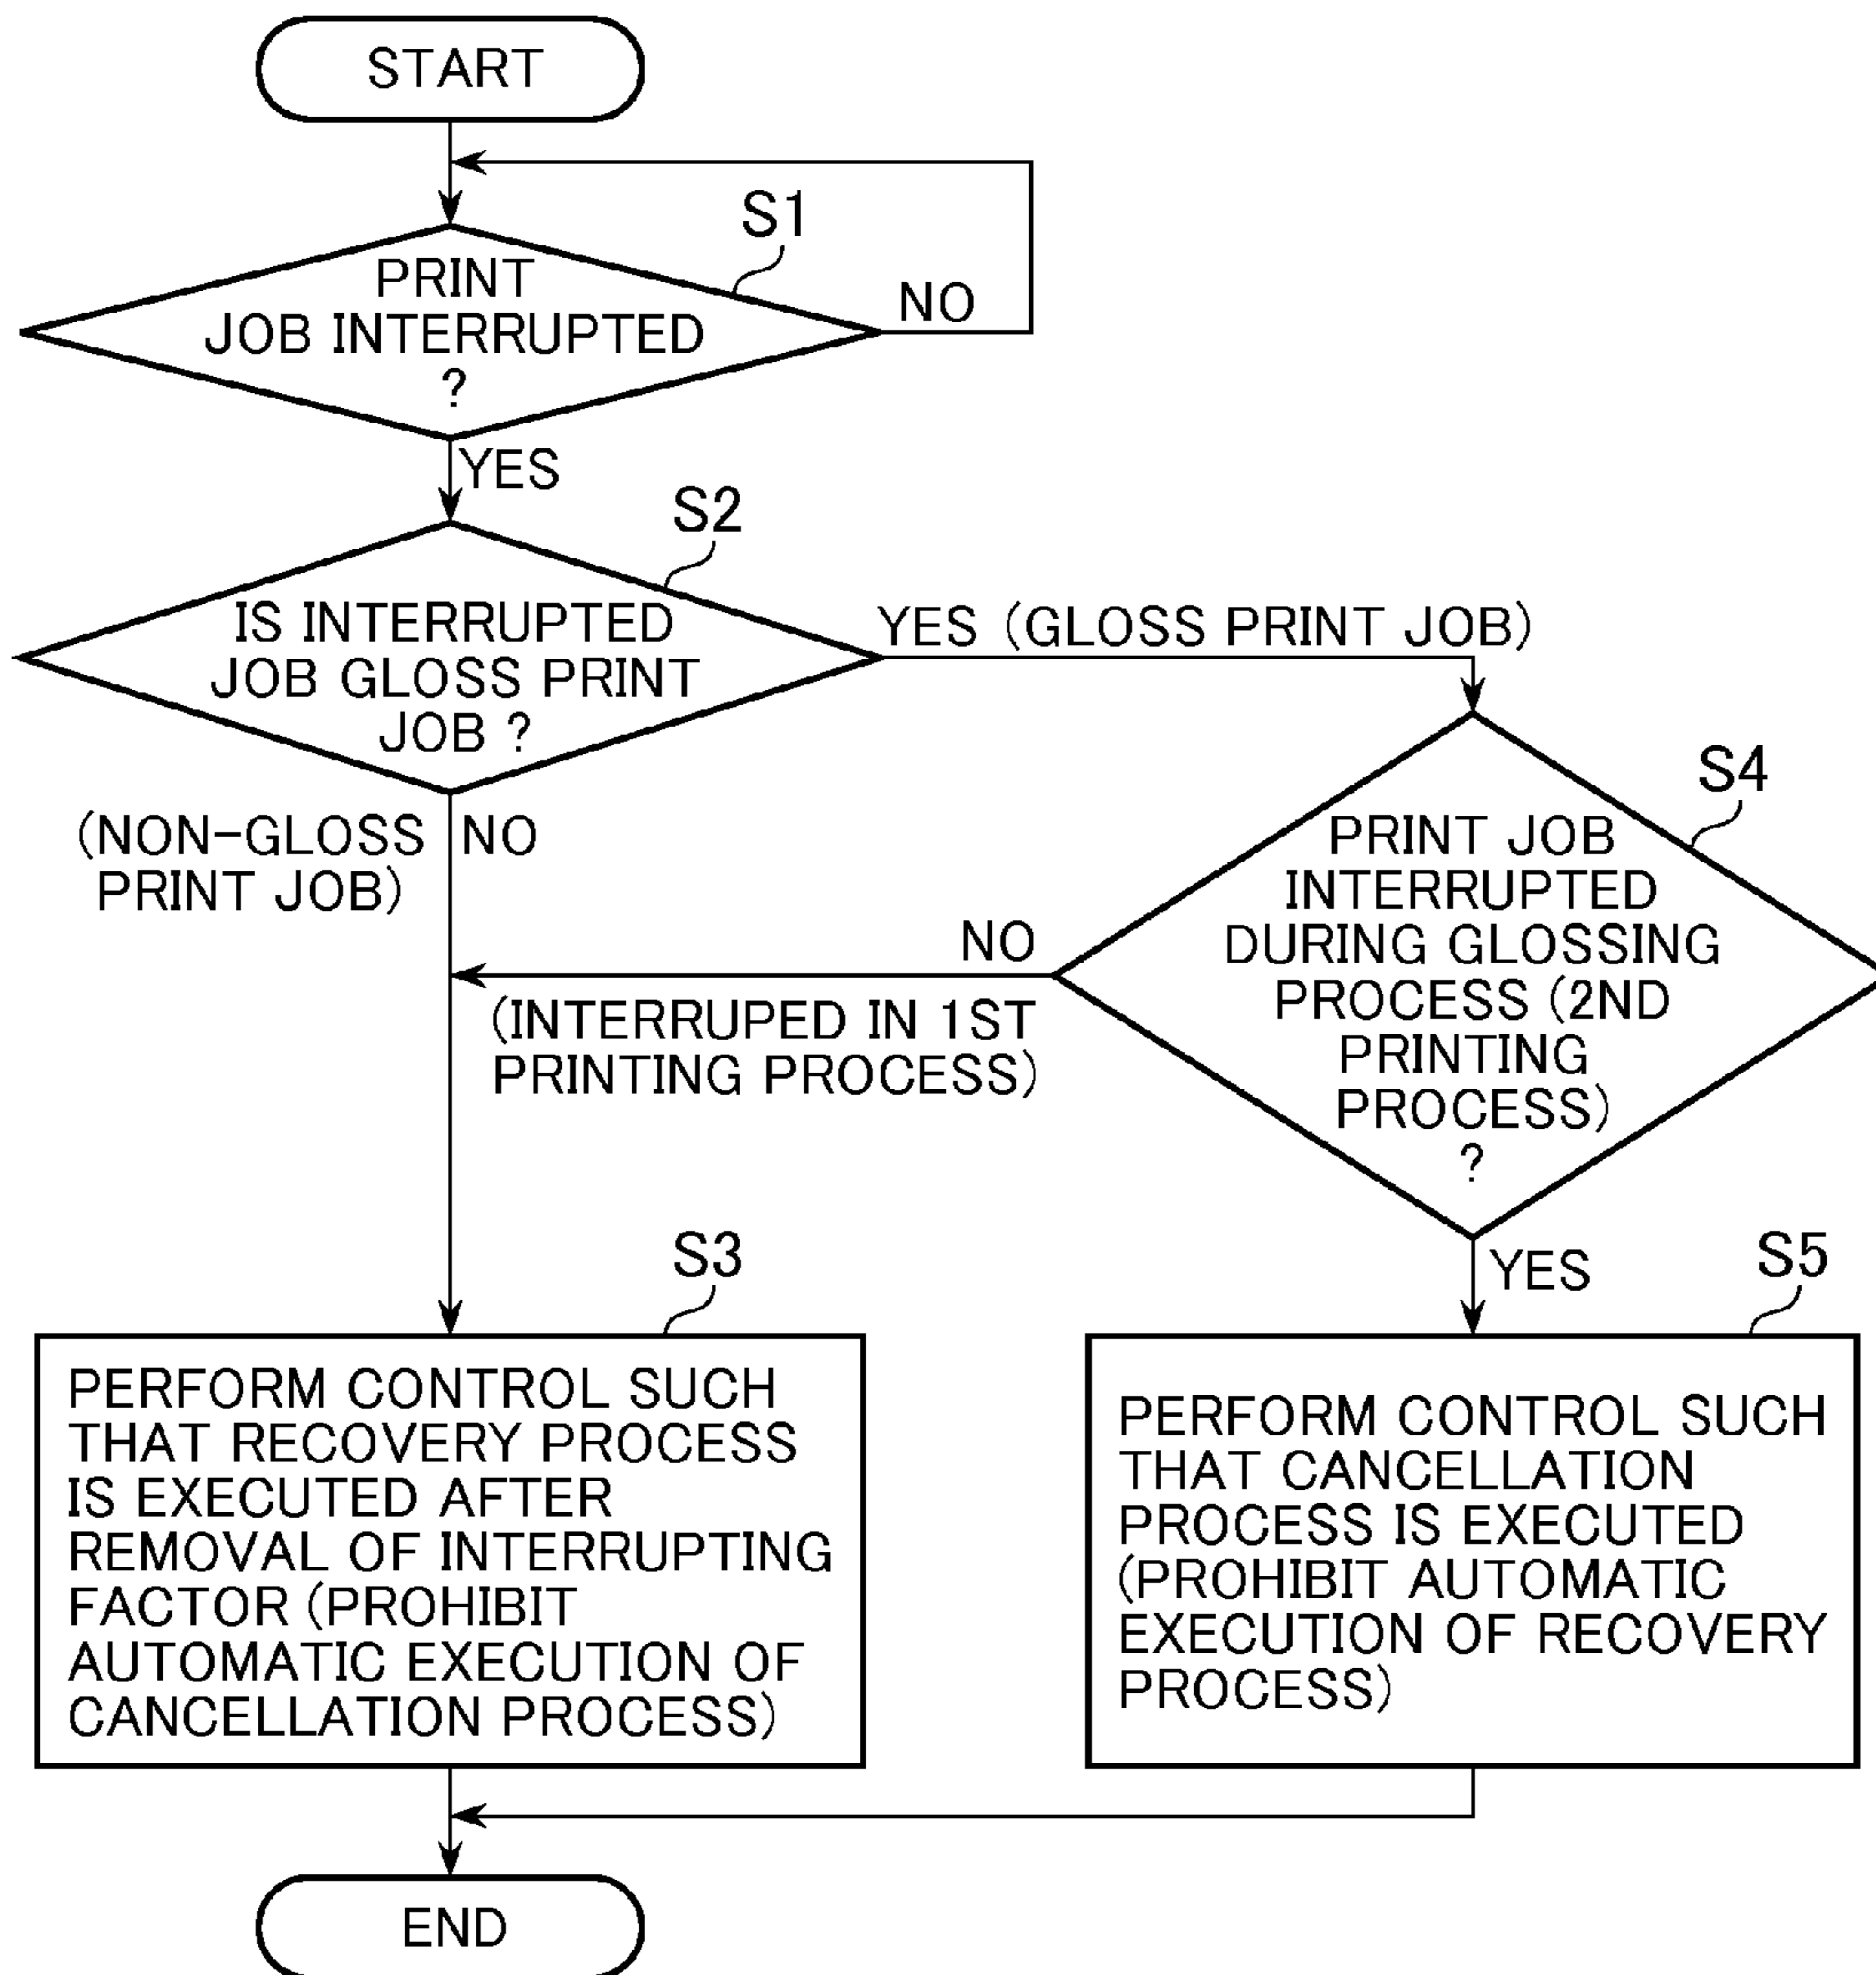 START
S1
PRINT
JOB INTERRUPTED
?
NO
YES
S2
IS INTERRUPTED
JOB GLOSS PRINT
JOB ?
YES (GLOSS PRINT JOB)
(NON-GLOSS
PRINT JOB)
NO
S4
PRINT JOB
INTERRUPTED
DURING GLOSSING
PROCESS (2ND
PRINTING
PROCESS)
?
NO
(INTERRUPED IN 1ST
PRINTING PROCESS)
YES
S3
PERFORM CONTROL SUCH
THAT RECOVERY PROCESS
IS EXECUTED AFTER
REMOVAL OF INTERRUPTING
FACTOR (PROHIBIT
AUTOMATIC EXECUTION OF
CANCELLATION PROCESS)
S5
PERFORM CONTROL SUCH
THAT CANCELLATION
PROCESS IS EXECUTED
(PROHIBIT AUTOMATIC
EXECUTION OF RECOVERY
PROCESS)
END